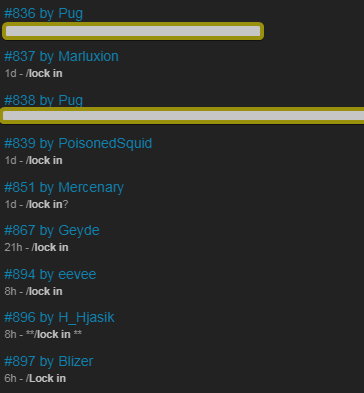 #836 by Pug
#837 by Marluxion
1d - /lock in
#838 by Pug
#839 by PoisonedSquid
1d - /lock in
#851 by Mercenary
1d - /lock in?
#867 by Geyde
21h - /lock in
#894 by eevee
8h - /lock in
#896 by H_Hjasik
8h - **/lock in **
#897 by Blizer
6h - /Lock in